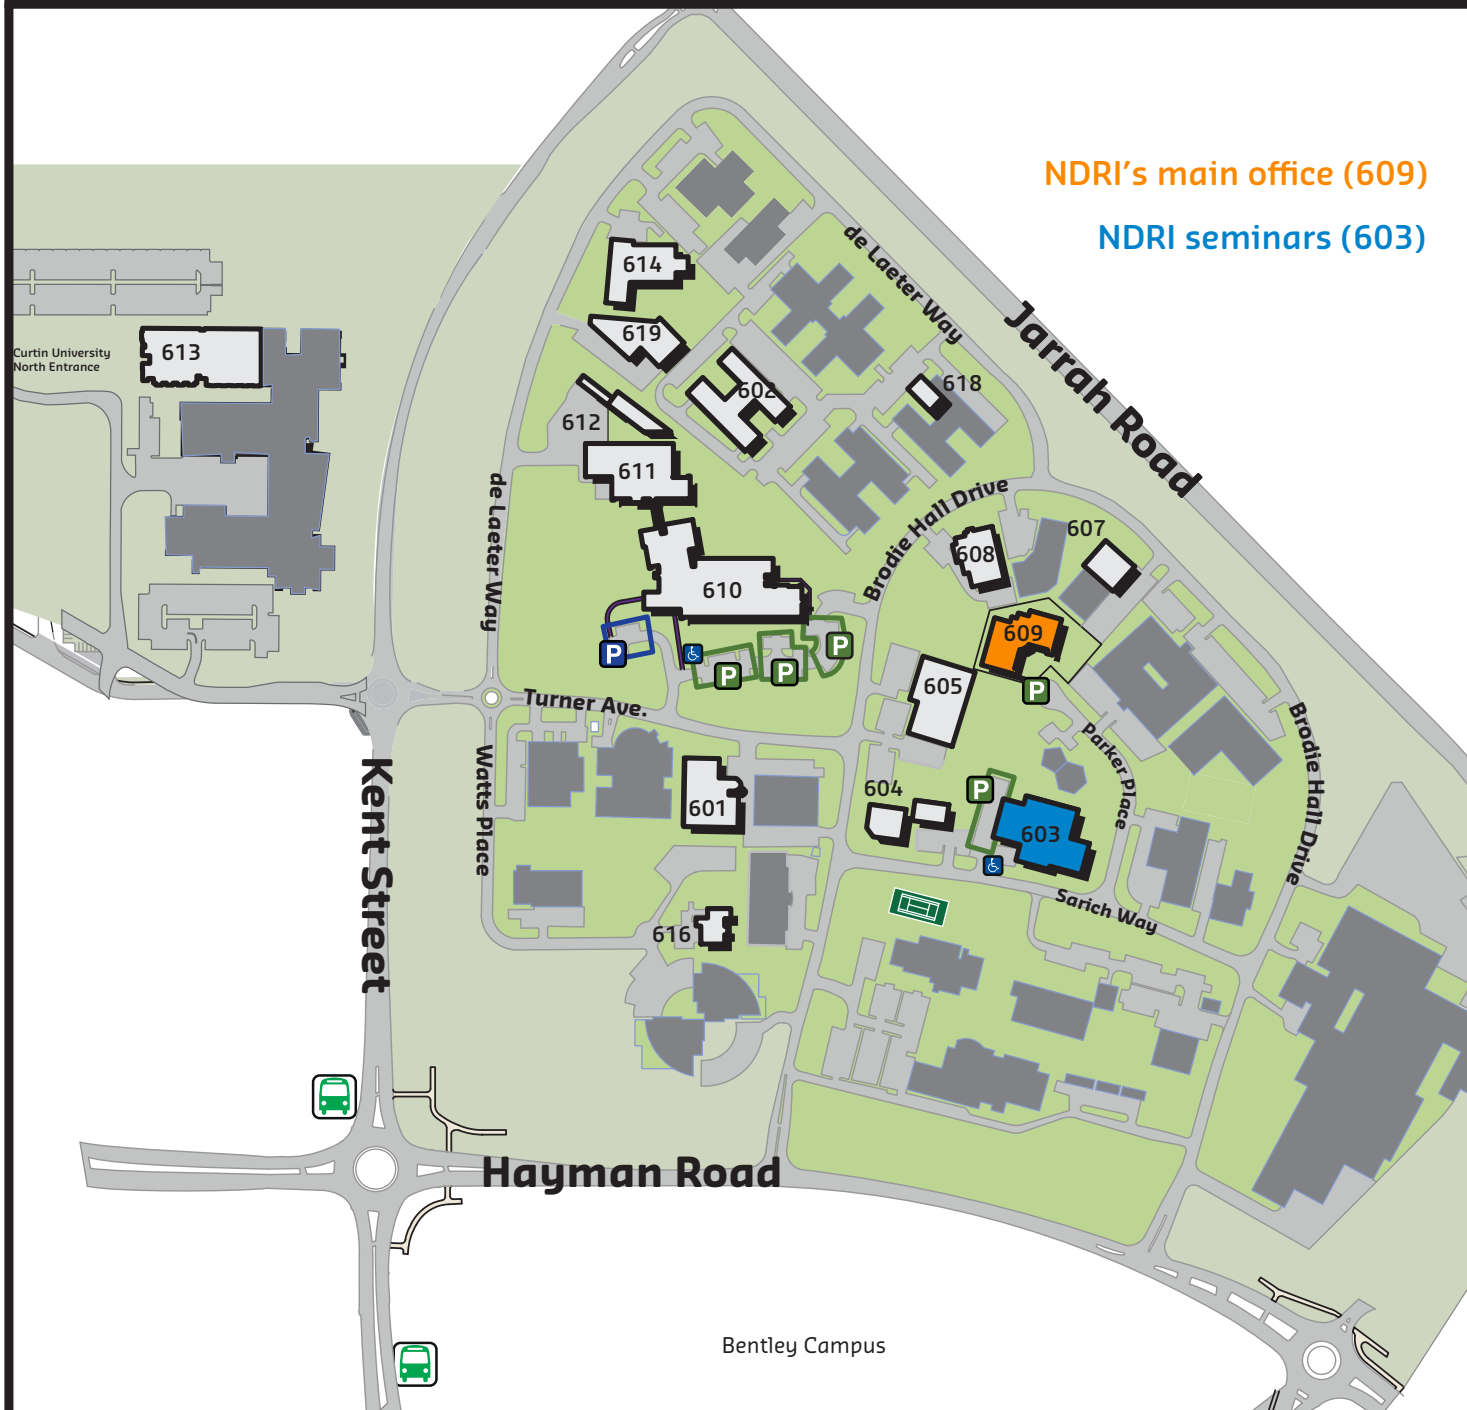 NDRI's main office (609)
NDRI seminars (603)
de Laeter Way
Jarrah Road
614
619
613
Curtin University
North Entrance
602
618
612
611
de Laeter Way
Brodie Hall Drive
607
608
610
609
P
P
P
P
P
605
Turner Ave.
Parker Place
Brodie Hall Drive
Kent Street
Watts Place
601
604
P
603
Sarich Way
616
Hayman Road
Bentley Campus